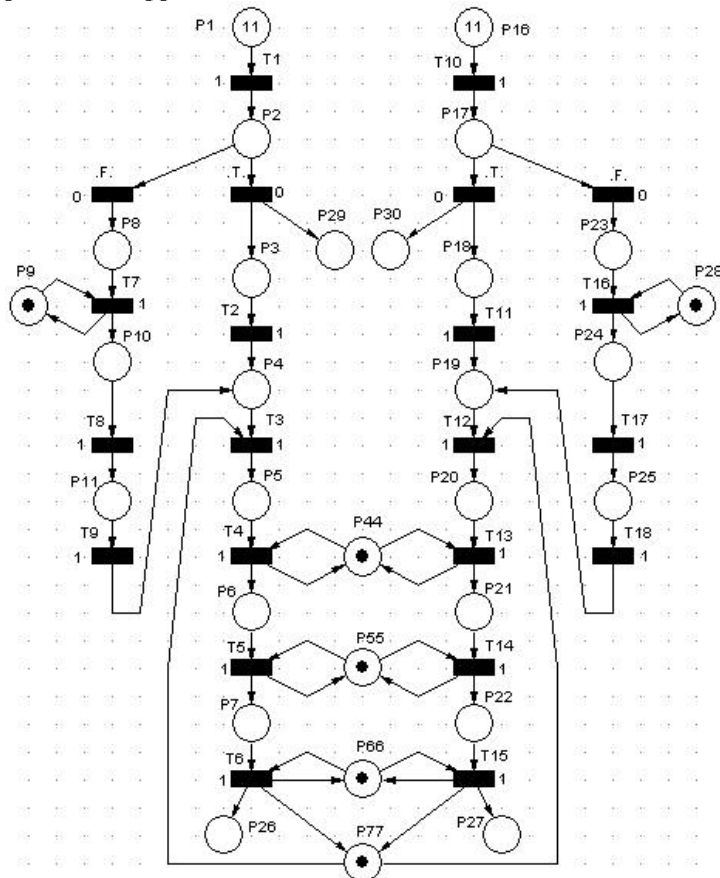 P1 11 11 P16
T1 T10
1 1
P2 P17
.F. .T. .T. .F.
0 0 0 0
P8 P29 P30 P23
P3 P18
P9 T7 T16 P28
1 1
T2 T11
P10 1 1 P24
P4 P19
T8 T3 T12 T17
1 1 1 1
P11 P5 P20 P25
T9 T4 P44 T13 T18
1 1 1 1
P6 P21
T5 P55 T14
1 1
P7 P22
T6 P66 T15
1 1
P26 P77 P27